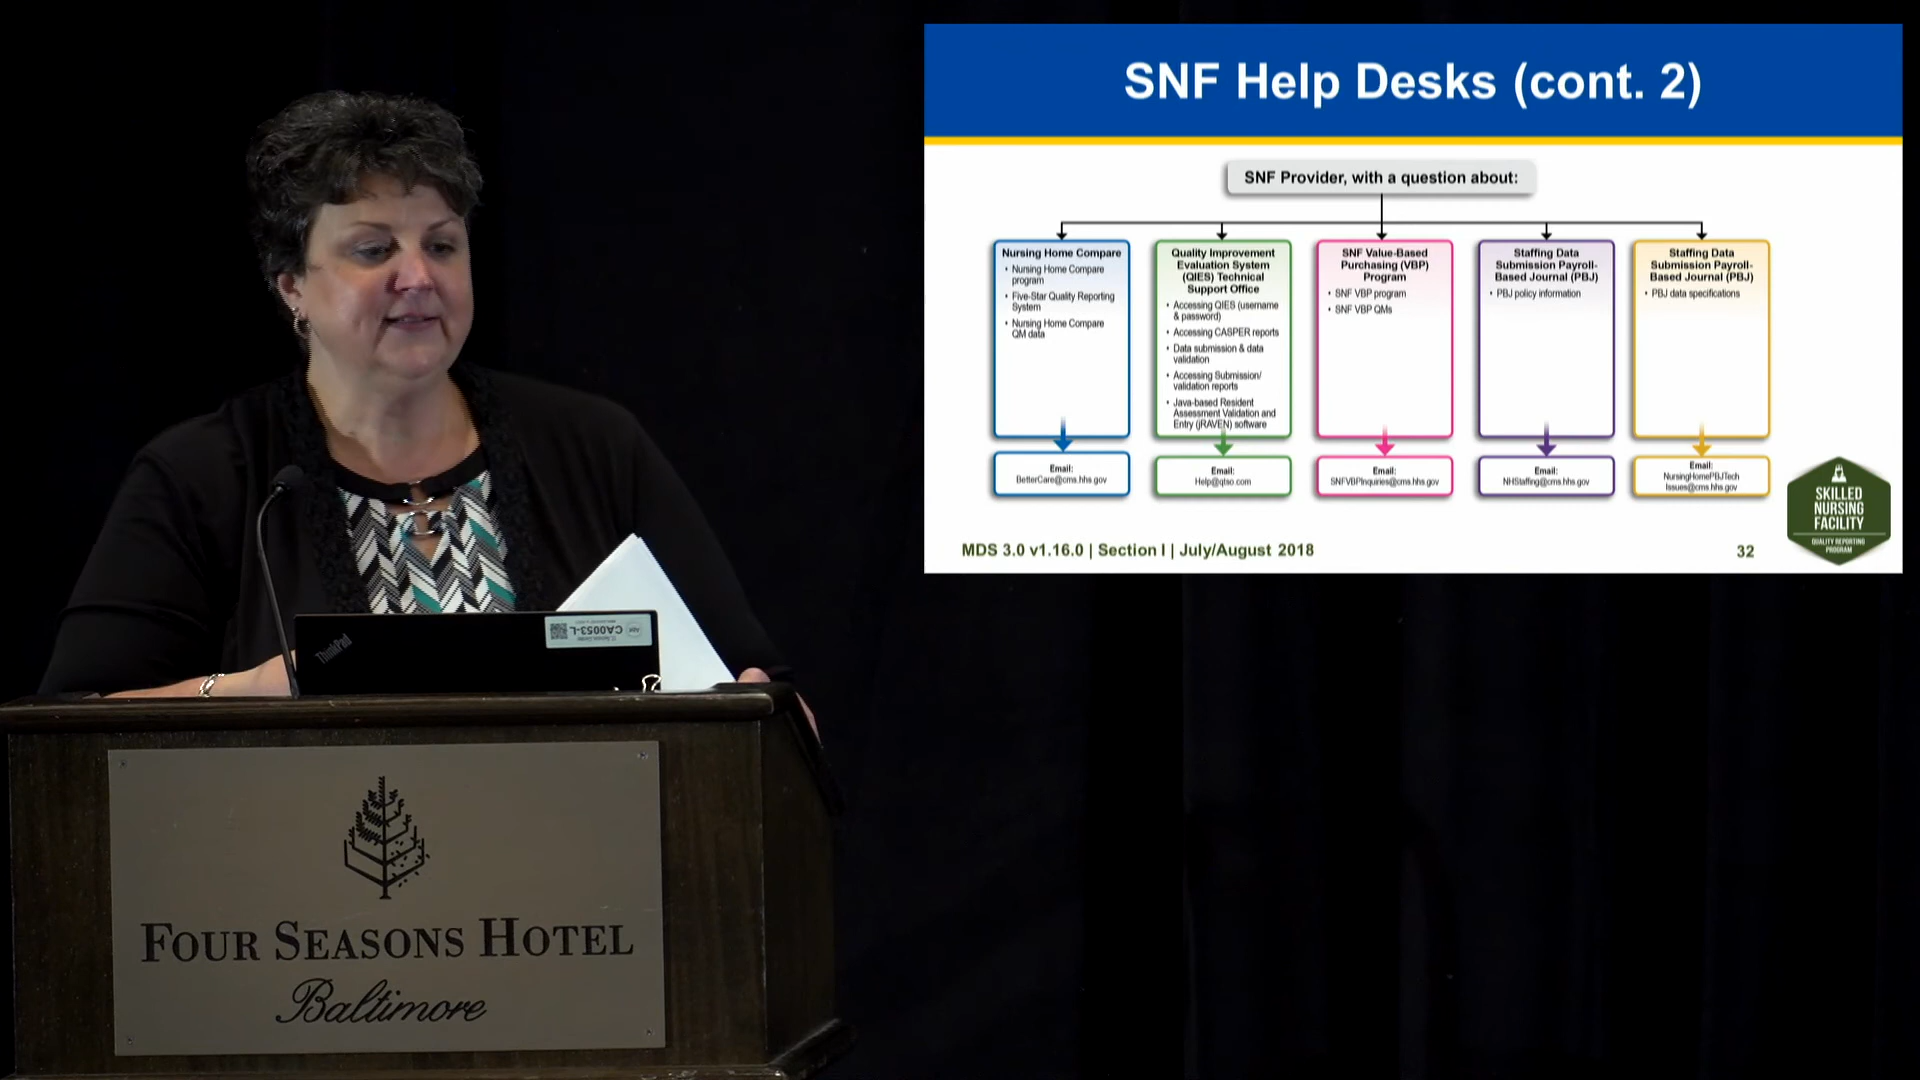 SNF Help Desks (cont. 2)
SNF Provider, with a question about:
Nursing Home Compare
• Nursing Home Compare
program
• Five-Star Quality Reporting
System
• Nursing Home Compare
QM data
Email:
BetterCare@cms.hhs.gov
Quality Improvement
Evaluation System
(QIES) Technical
Support Office
• Accessing QIES (username
& password)
• Accessing CASPER reports
• Data submission & data
validation
• Accessing Submission/
validation reports
• Java-based Resident
Assessment Validation and
Entry (jRAVEN) software
Email:
Help@qtso.com
SNF Value-Based
Purchasing (VBP)
Program
• SNF VBP program
• SNF VBP QMs
Email:
SNFVBPInquiries@cms.hhs.gov
Staffing Data
Submission Payroll-
Based Journal (PBJ)
• PBJ policy information
Email:
NHStaffing@cms.hhs.gov
Staffing Data
Submission Payroll-
Based Journal (PBJ)
• PBJ data specifications
Email:
NursingHomePBJTech
Issues@cms.hhs.gov
MDS 3.0 v1.16.0 | Section I | July/August 2018
32
SKILLED
NURSING
FACILITY
QUALITY REPORTING
PROGRAM
ThinkPad
CA0053-L
FOUR SEASONS HOTEL
Baltimore